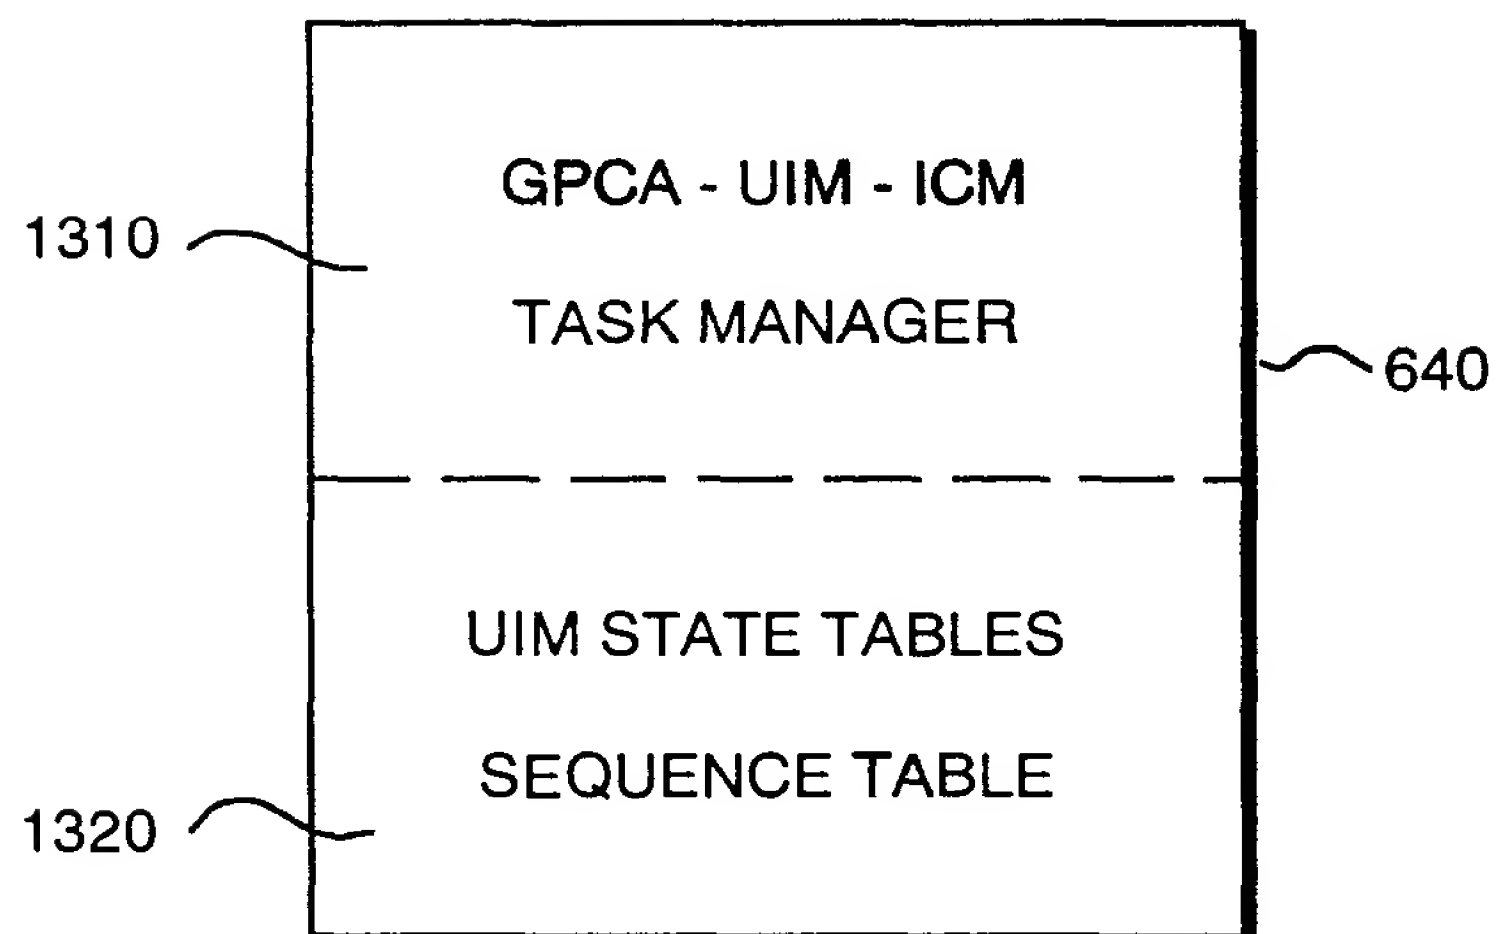 GPCA - UIM - ICM
1310
TASK MANAGER
640
UIM STATE TABLES
SEQUENCE TABLE
1320